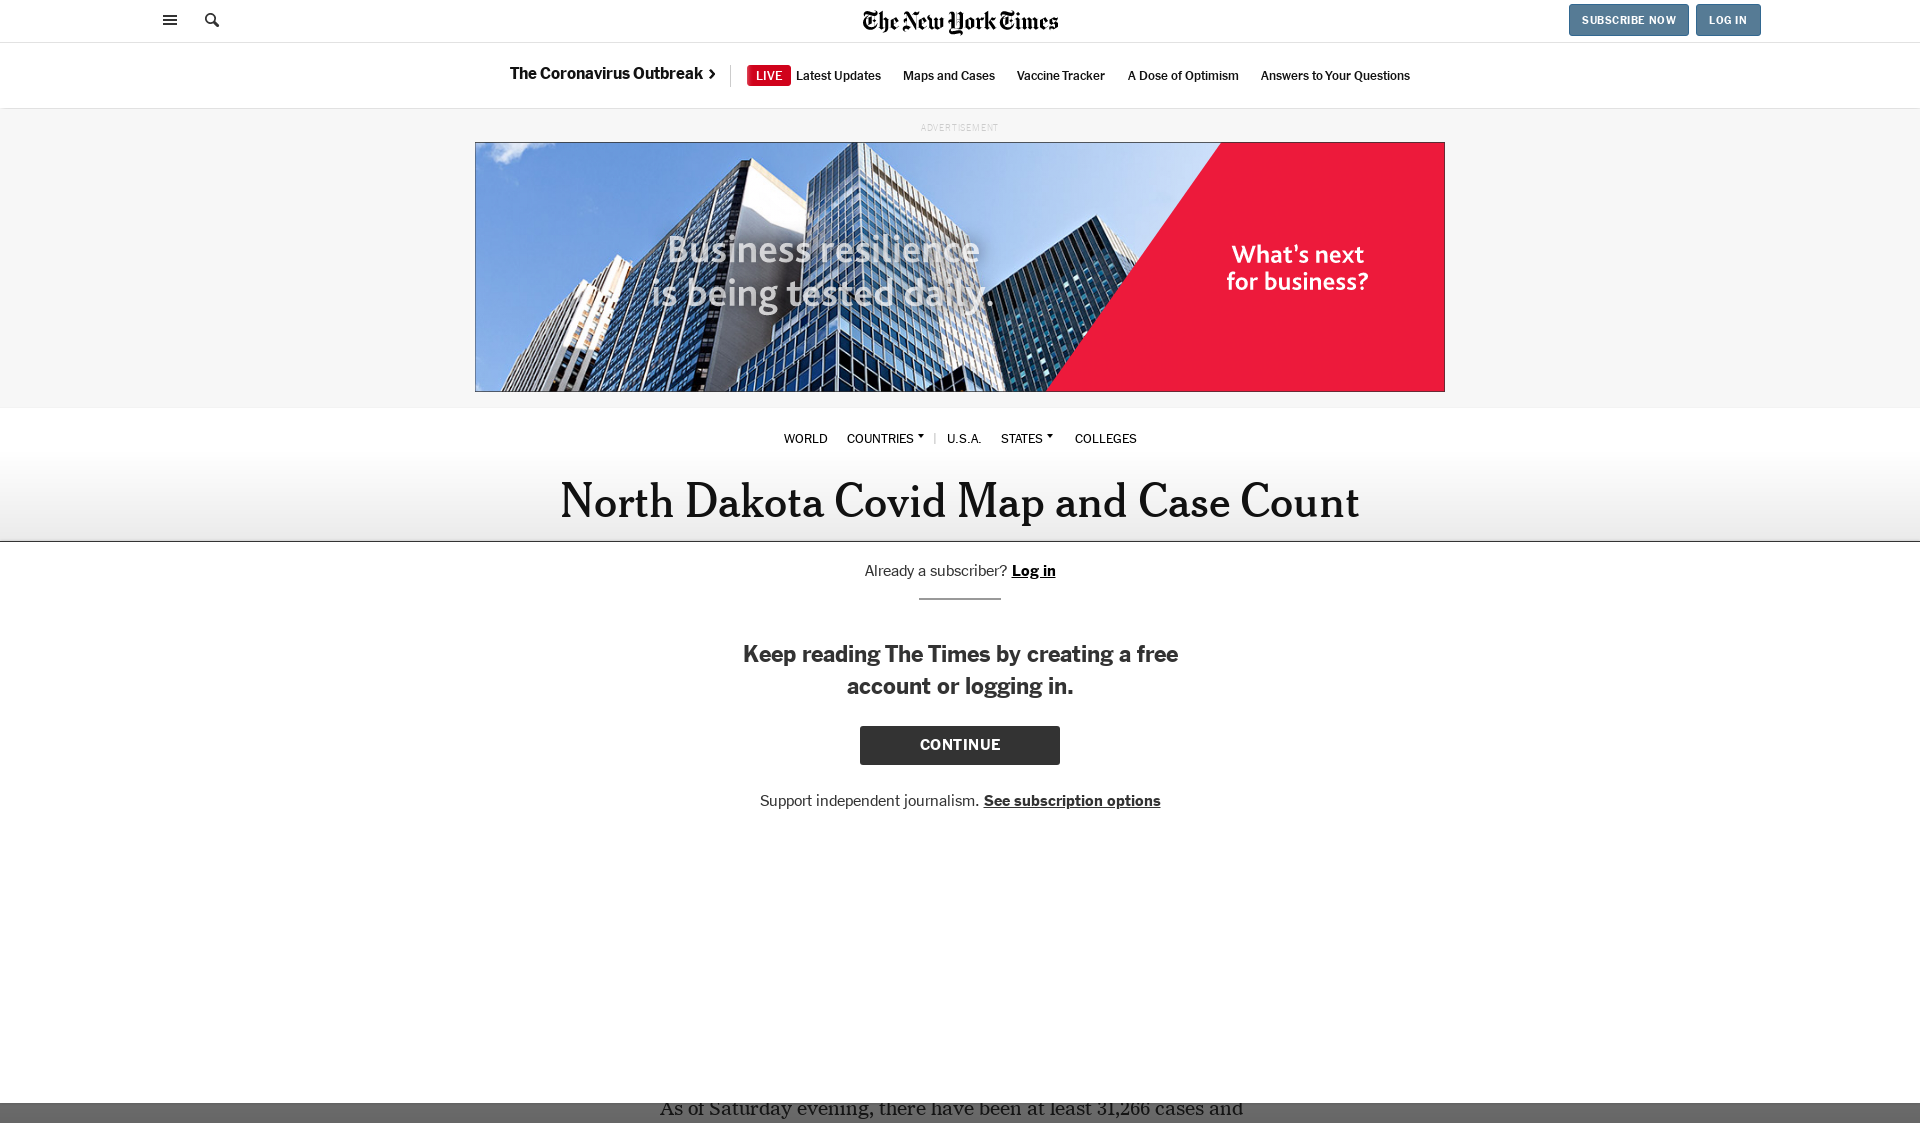 The New York Times
SUBSCRIBE NOW
LOG IN
The Coronavirus Outbreak
LIVE Latest Updates
Maps and Cases
Vaccine Tracker
A Dose of Optimism
Answers to Your Questions
ADVERTISEMENT
Business resilience
is being tested daily.
What's next
for business?
WORLD
COUNTRIES
U.S.A.
STATES
COLLEGES
North Dakota Covid Map and Case Count
Already a subscriber? Log in
Keep reading The Times by creating a free
account or logging in.
CONTINUE
Support independent journalism. See subscription options
As of Saturday evening, there have been at least 31,266 cases and